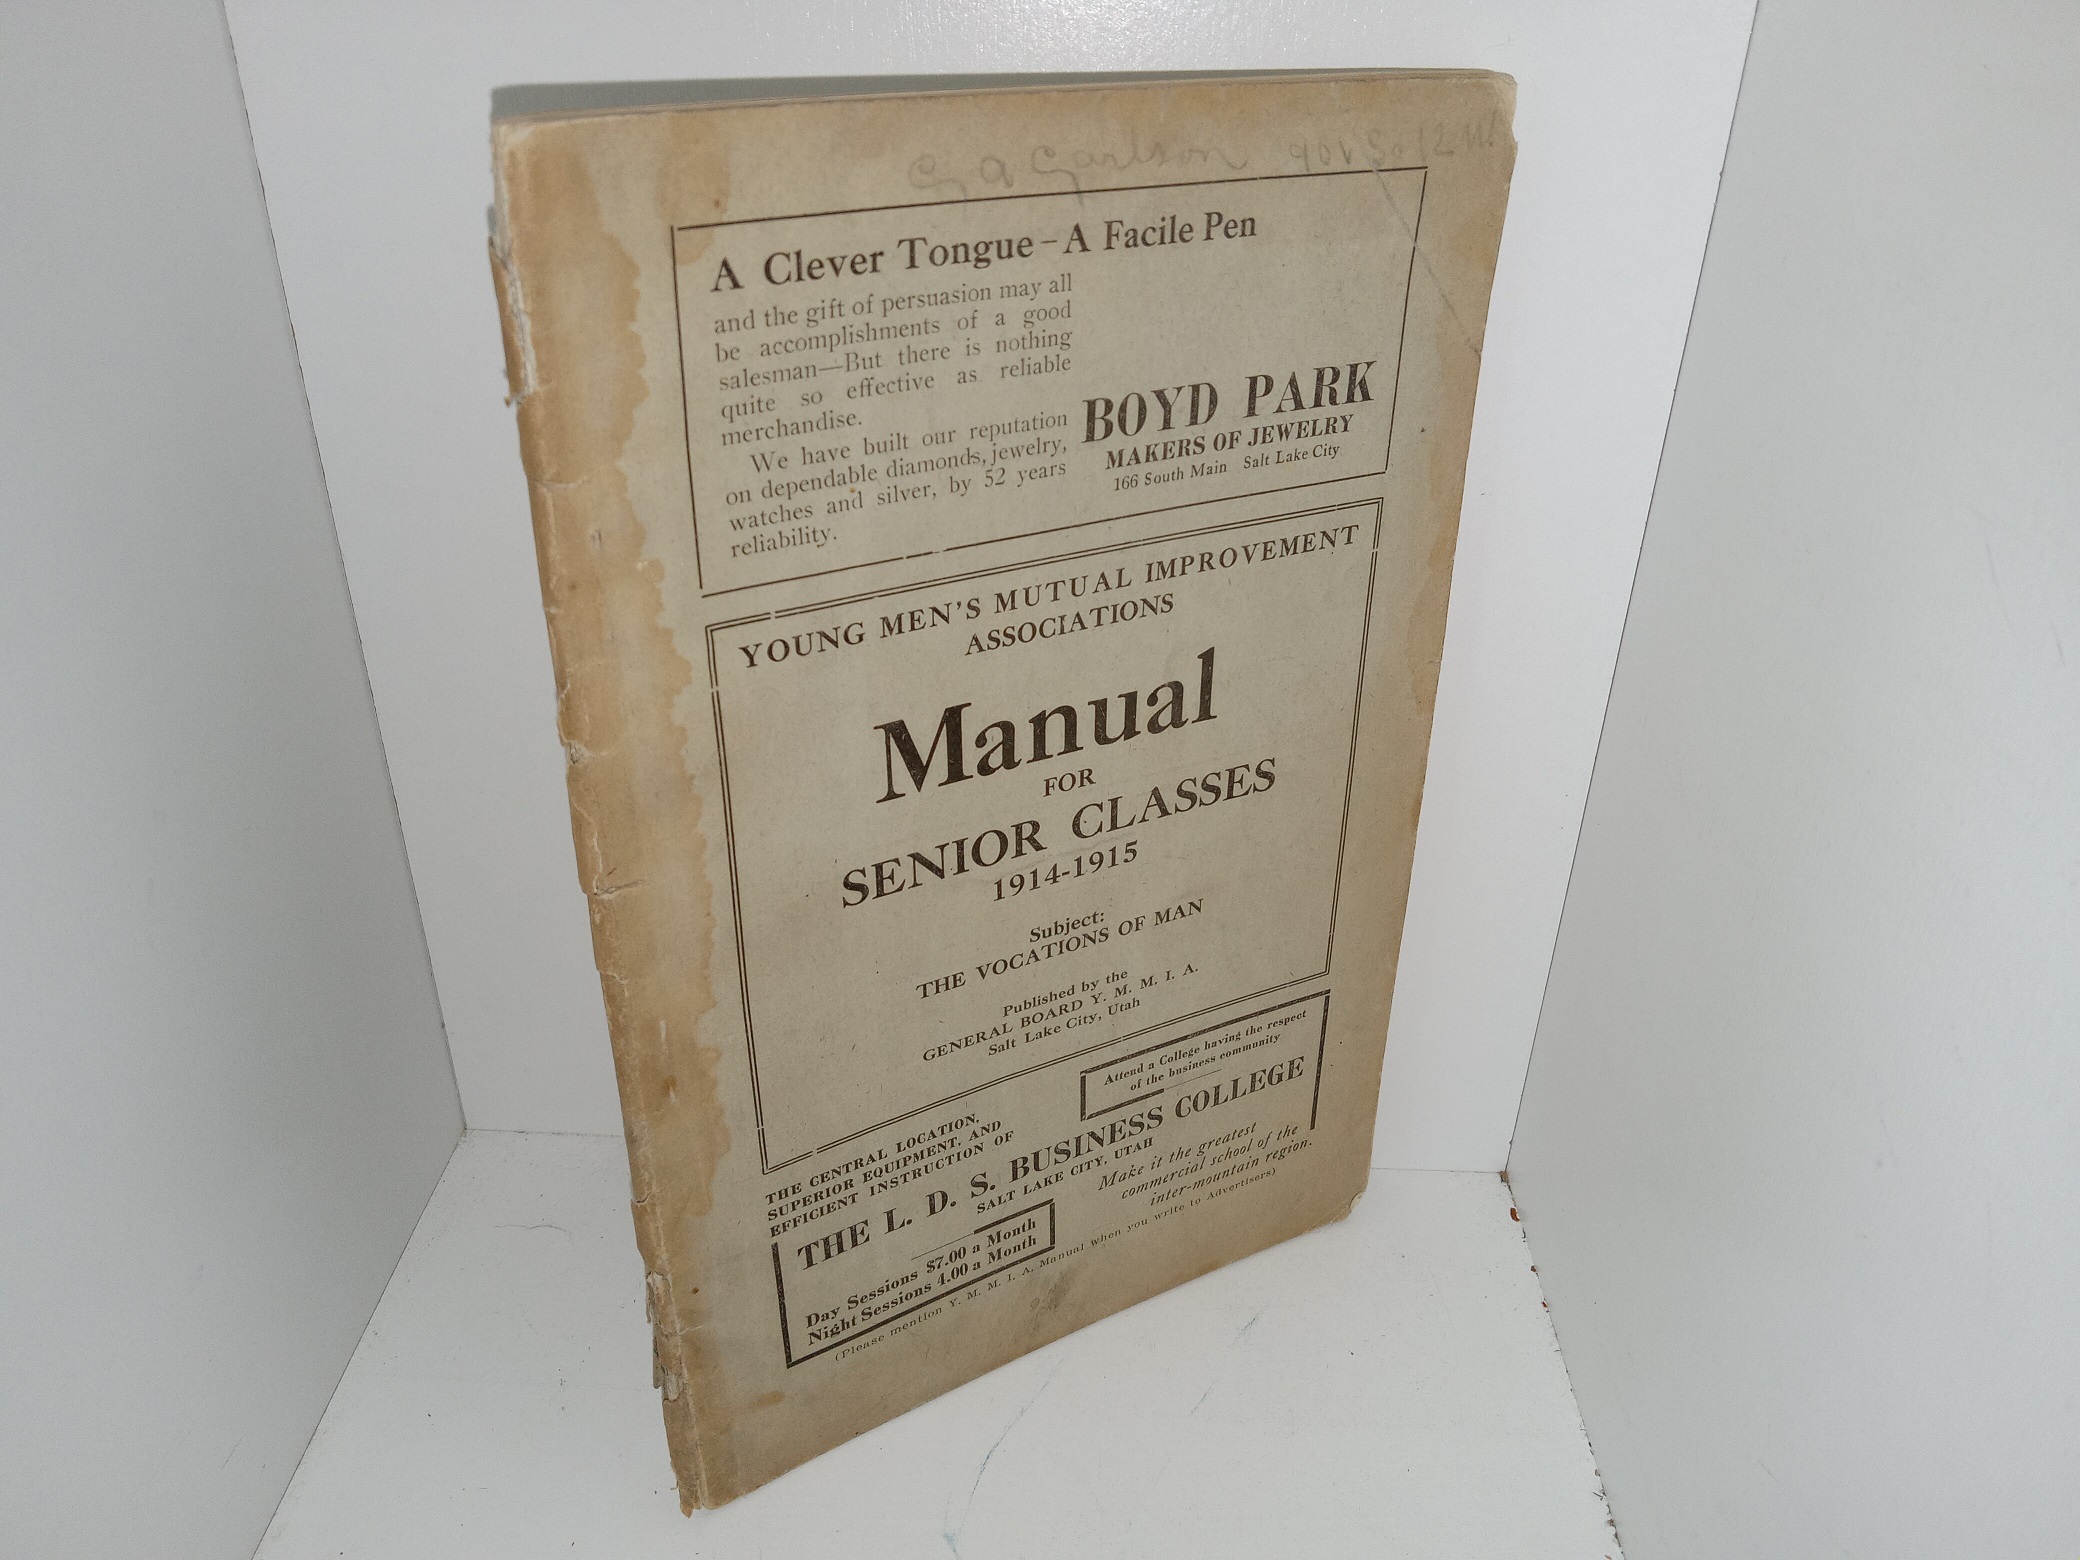 Carlson
A Clever Tongue – A Facile Pen
and the gift of persuasion may all
be accomplishments of a good
salesman—But there is nothing
quite so effective as reliable
merchandise.
We have built our reputation
on dependable diamonds, jewelry,
watches and silver, by 52 years
reliability.
BOYD PARK
MAKERS OF JEWELRY
166 South Main Salt Lake City
YOUNG MEN'S MUTUAL IMPROVEMENT
ASSOCIATIONS
Manual
FOR
SENIOR CLASSES
1914-1915
Subject:
THE VOCATIONS OF MAN
Published by the
GENERAL BOARD Y. M. M. I. A.
Salt Lake City, Utah
Attend a College having the respect
of the business community
THE CENTRAL LOCATION,
SUPERIOR EQUIPMENT, AND
EFFICIENT INSTRUCTION OF
THE L. D. S. BUSINESS COLLEGE
SALT LAKE CITY, UTAH
Make it the greatest
commercial school of the
inter-mountain region.
Day Sessions $7.00 a Month
Night Sessions 4.00 a Month
(Please mention Y. M. M. I. A. Manual when you write to Advertisers)